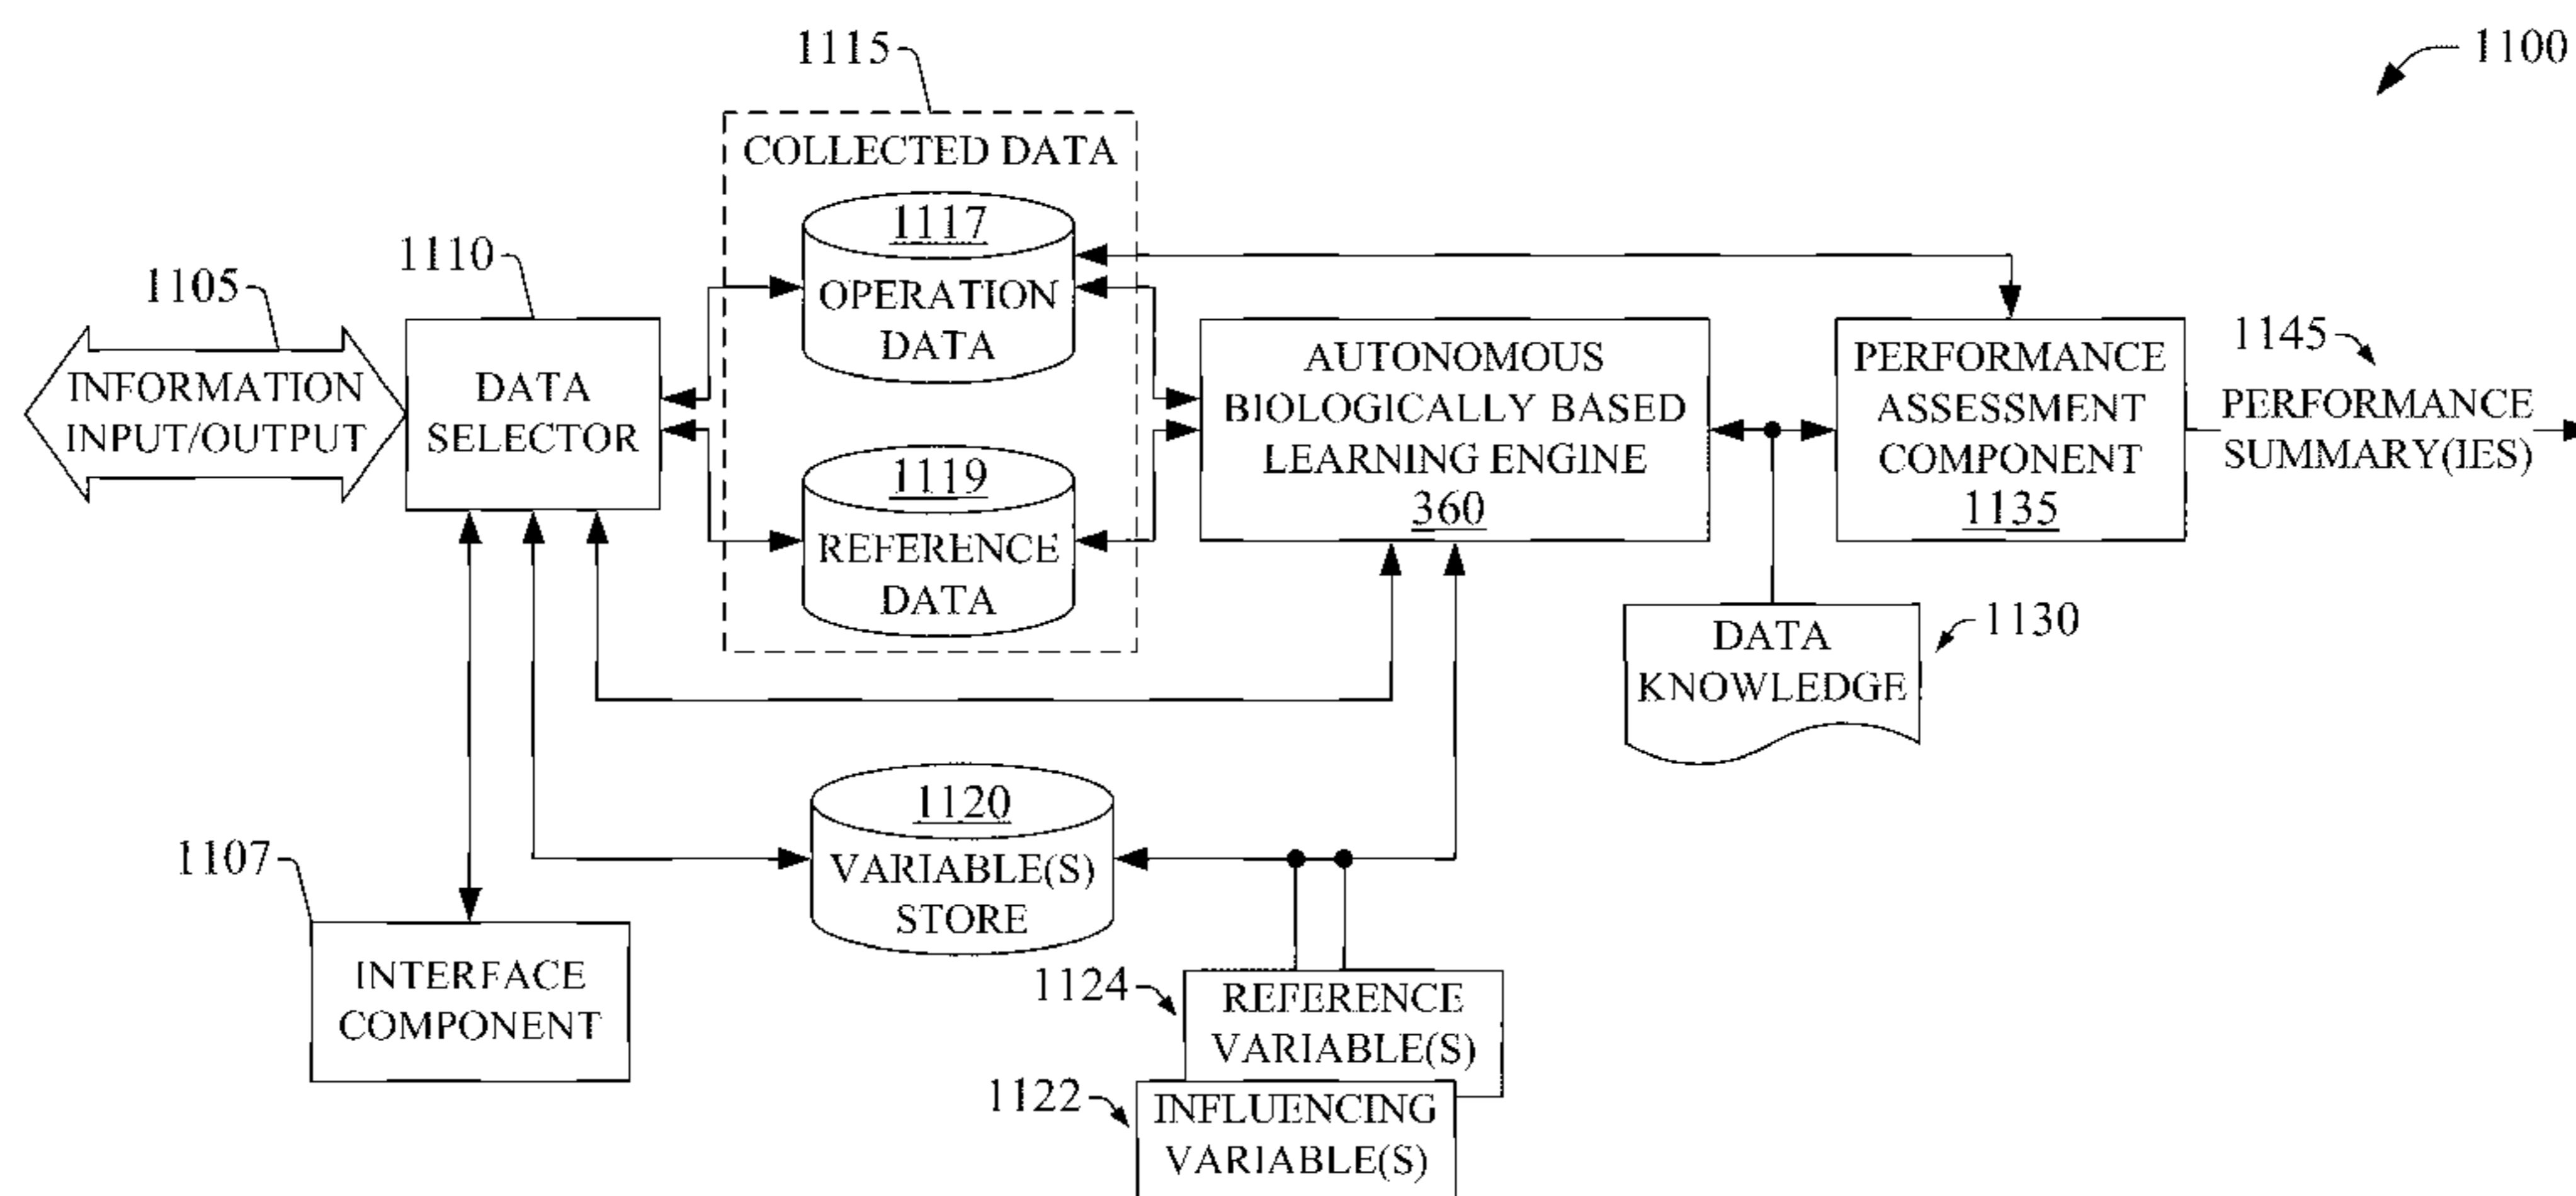 1115
1100
COLLECTED DATA
1117
OPERATION
DATA
1110
1105
INFORMATION
INPUT/OUTPUT
DATA
SELECTOR
1119
REFERENCE
DATA
AUTONOMOUS
BIOLOGICALLY BASED
LEARNING ENGINE
360
PERFORMANCE
ASSESSMENT
COMPONENT
1135
1145
PERFORMANCE
SUMMARY(IES)
DATA
KNOWLEDGE
1130
1120
VARIABLE(S)
STORE
1107
INTERFACE
COMPONENT
1124
REFERENCE
VARIABLE(S)
1122
INFLUENCING
VARIABLE(S)